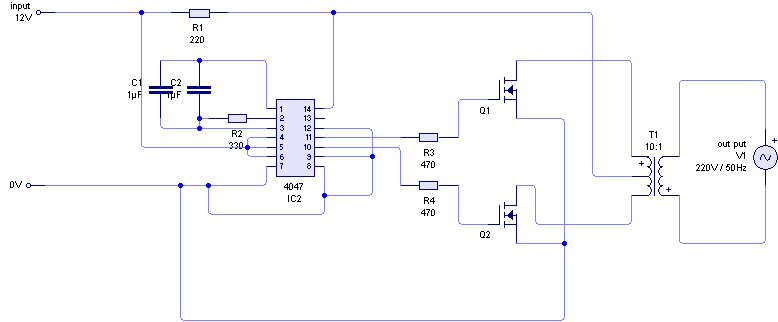 input
12V
R1
220
C1
1µF
C2
µF
R2
330
1 14
2 13
3 12
4 11
5 10
6 9
7 8
4047
IC2
0V
R3
470
R4
470
Q1
Q2
T1
10:1
+
+
out put
V1
220V / 50Hz
+